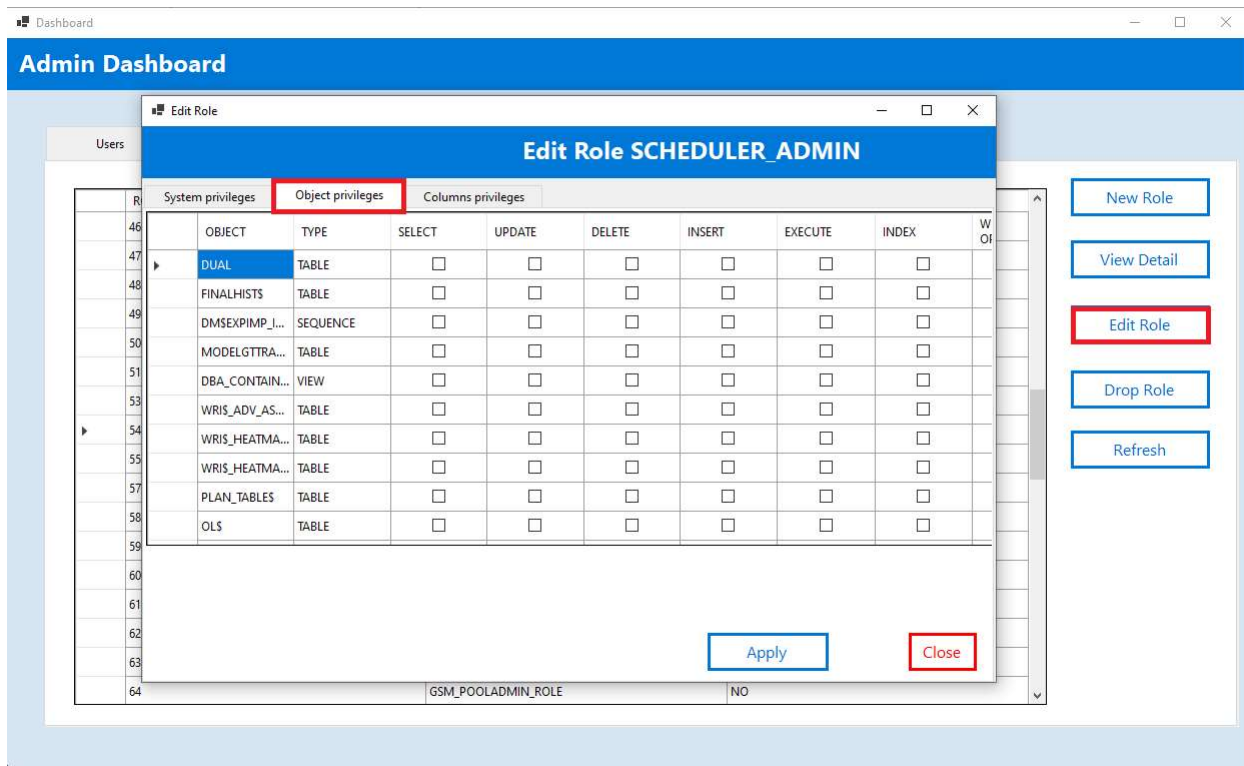 Dashboard
Admin Dashboard
Edit Role
Users
Edit Role SCHEDULER_ADMIN
System privileges Object privileges Columns privileges
OBJECT TYPE SELECT UPDATE DELETE INSERT EXECUTE INDEX
DUAL TABLE
FINALHIST$ TABLE
DM$EXPIMP_I... SEQUENCE
MODELGTTRA... TABLE
DBA_CONTAIN... VIEW
WRI$_ADV_AS... TABLE
WRI$_HEATMA... TABLE
WRI$_HEATMA... TABLE
PLAN_TABLE$ TABLE
OL$ TABLE
Apply Close
46
47
48
49
50
51
53
54
55
57
58
59
60
61
62
63
64 GSM_POOLADMIN_ROLE NO
New Role
View Detail
Edit Role
Drop Role
Refresh